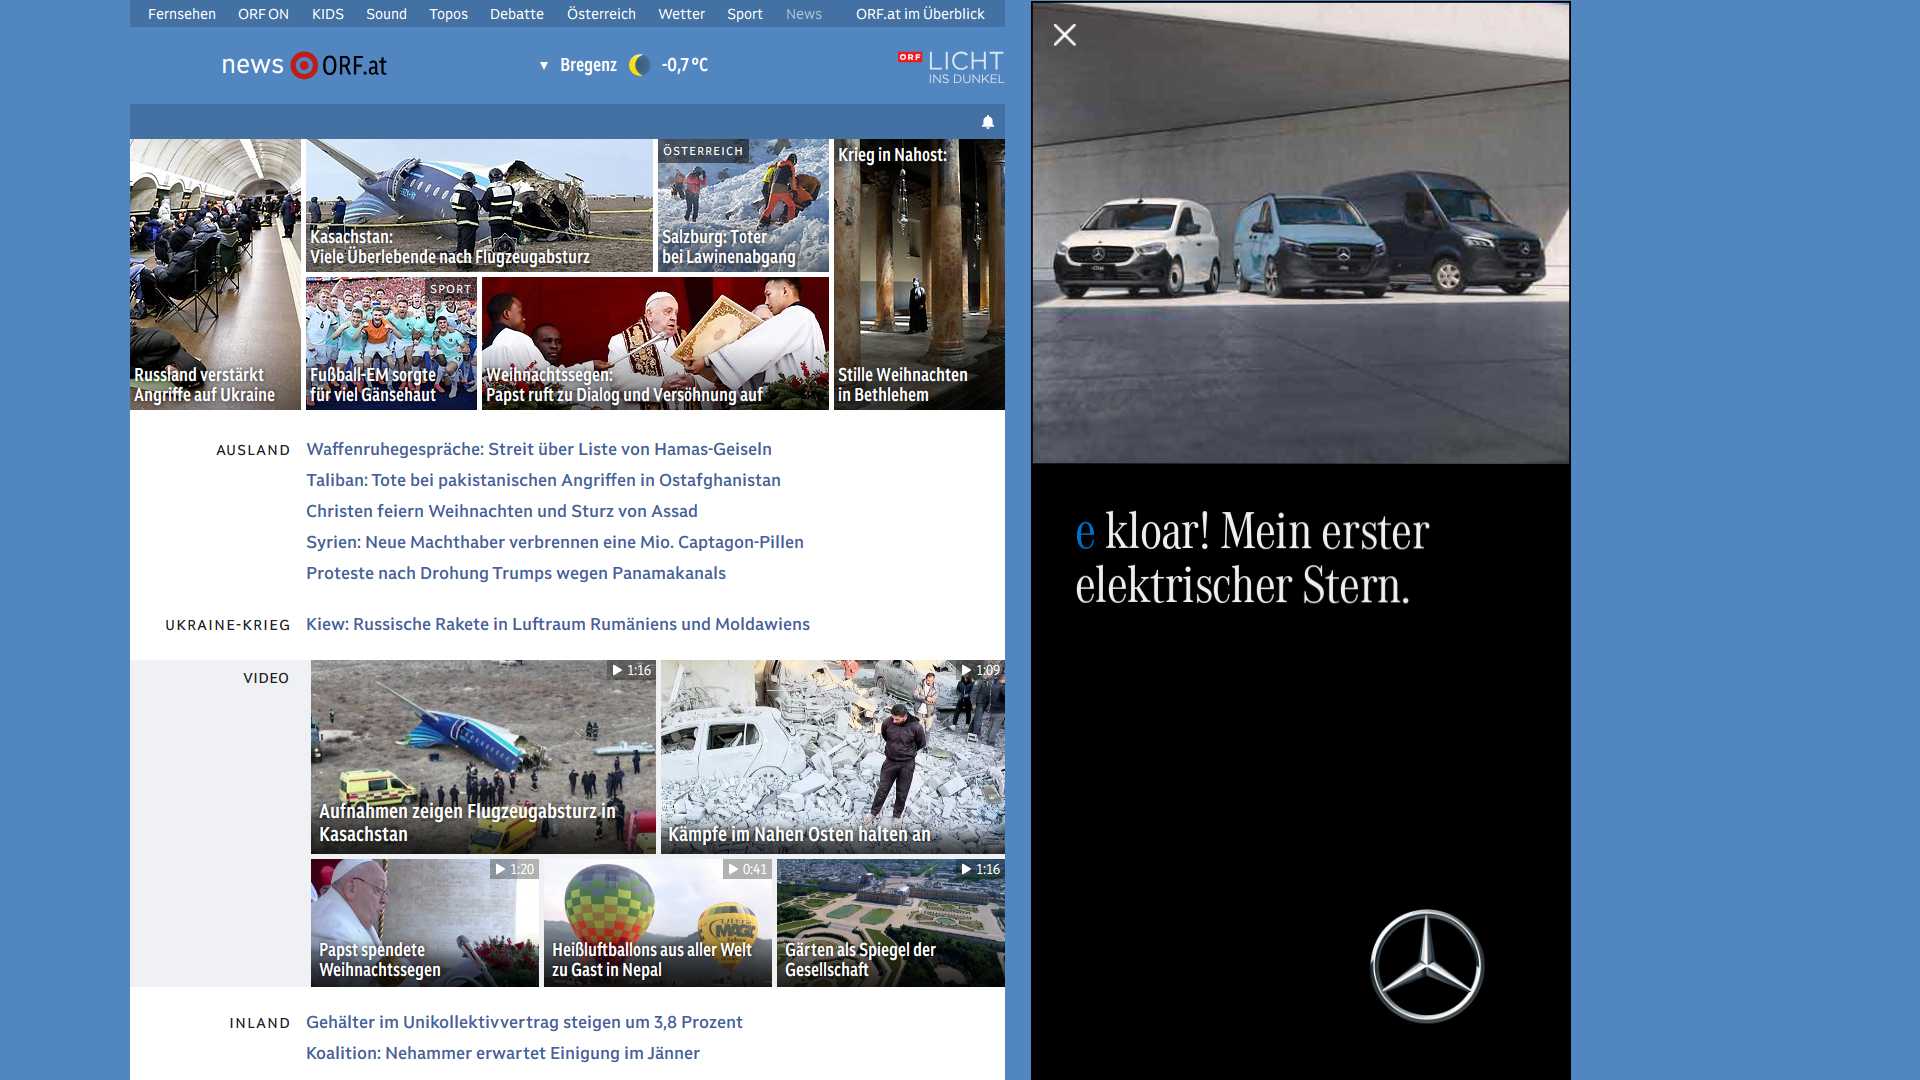 Fernsehen ORF ON KIDS Sound Topos Debatte Österreich Wetter Sport News ORF.at im Überblick
news ORF.at
Bregenz -0,7 °C
ORF LICHT
INS DUNKEL
Russland verstärkt
Angriffe auf Ukraine
Kasachstan:
Viele Überlebende nach Flugzeugabsturz
ÖSTERREICH
Salzburg: Toter
bei Lawinenabgang
Krieg in Nahost:
Stille Weihnachten
in Bethlehem
SPORT
Fußball-EM sorgte
für viel Gänsehaut
Weihnachtssegen:
Papst ruft zu Dialog und Versöhnung auf
AUSLAND
Waffenruhegespräche: Streit über Liste von Hamas-Geiseln
Taliban: Tote bei pakistanischen Angriffen in Ostafghanistan
Christen feiern Weihnachten und Sturz von Assad
Syrien: Neue Machthaber verbrennen eine Mio. Captagon-Pillen
Proteste nach Drohung Trumps wegen Panamakanals
UKRAINE-KRIEG
Kiew: Russische Rakete in Luftraum Rumäniens und Moldawiens
VIDEO
1:16
Aufnahmen zeigen Flugzeugabsturz in
Kasachstan
1:09
Kämpfe im Nahen Osten halten an
1:20
Papst spendete
Weihnachtssegen
0:41
MAGIC
Heißluftballons aus aller Welt
zu Gast in Nepal
1:16
Gärten als Spiegel der
Gesellschaft
INLAND
Gehälter im Unikollektivvertrag steigen um 3,8 Prozent
Koalition: Nehammer erwartet Einigung im Jänner
e kloar! Mein erster
elektrischer Stern.